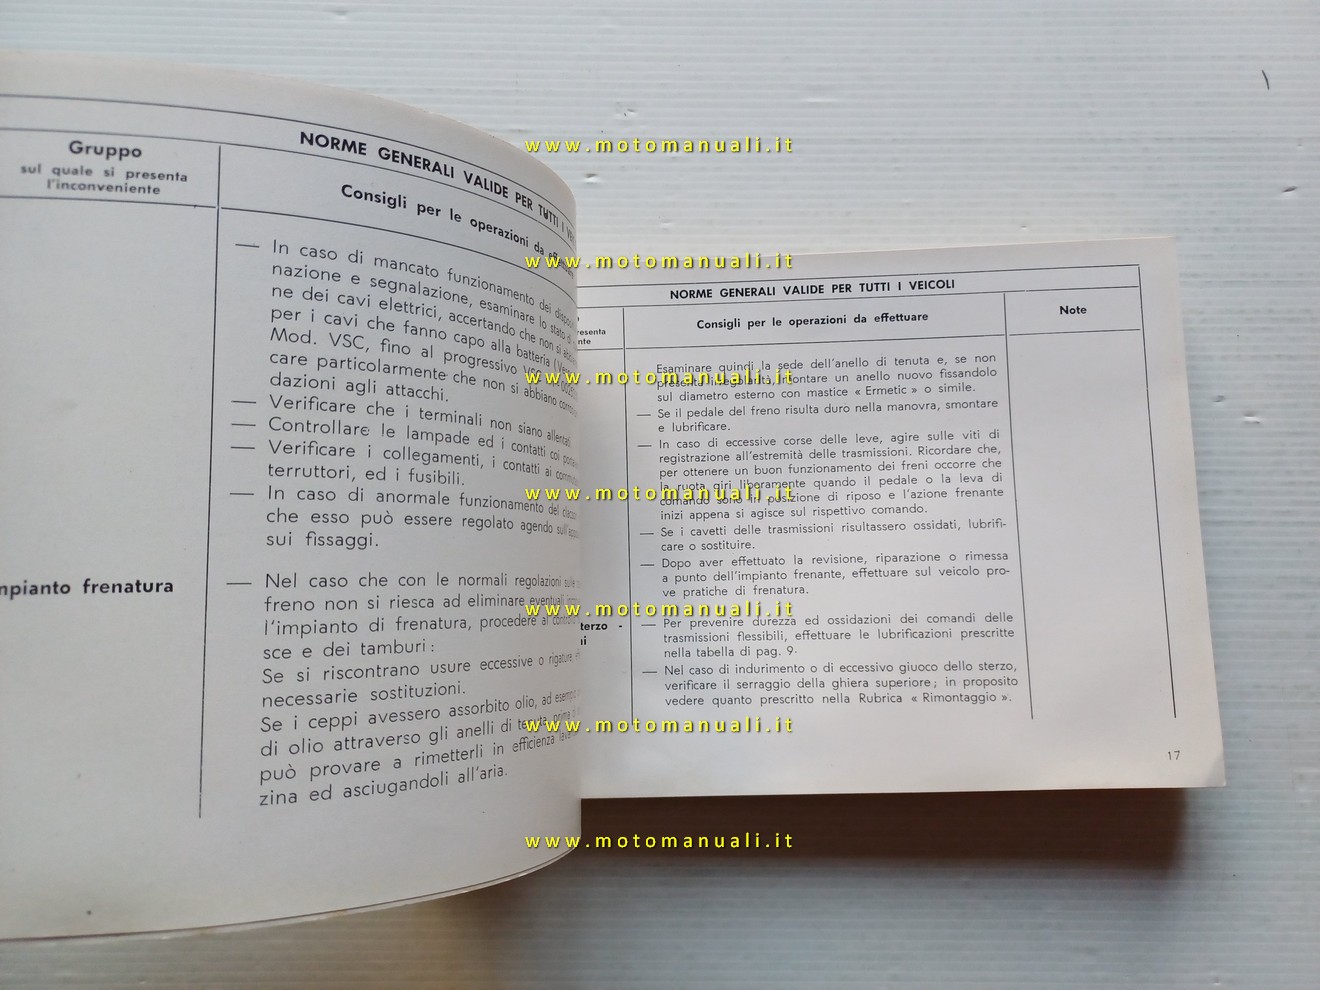 NORME GENERALI VALIDE PER TUTTI I
Gruppo
sul quale si presenta
l'inconveniente
Consigli per le operazioni da
— In caso di mancato funzionamento dei
nazione e segnalazione, esaminare lo stato di
ne dei cavi elettrici, accertando che non si
per i cavi che fanno capo alla batteria
Mod. VSC, fino al progressivo VSC
care particolarmente che non si abbiano
dazioni agli attacchi.
— Verificare che i terminali non siano allentati.
— Controllare le lampade ed i contatti coi
— Verificare i collegamenti, i contatti ai
terruttori, ed i fusibili.
— In caso di anormale funzionamento del
che esso può essere regolato agendo
sui fissaggi.
mpianto frenatura
— Nel caso che con le normali regolazioni
freno non si riesca ad eliminare eventuali
l'impianto di frenatura, procedere al
sce e dei tamburi:
Se si riscontrano usure eccessive o rigature
necessarie sostituzioni.
Se i ceppi avessero assorbito olio, ad
di olio attraverso gli anelli di tenuta, prima di
può provare a rimetterli in efficienza
zina ed asciugandoli all'aria.
NORME GENERALI VALIDE PER TUTTI I VEICOLI
Consigli per le operazioni da effettuare
Note
Esaminare quindi la sede dell'anello di tenuta e, se non
presenta irregolarità, montare un anello nuovo fissandolo
sul diametro esterno con mastice « Ermetic » o simile.
— Se il pedale del freno risulta duro nella manovra, smontare
e lubrificare.
— In caso di eccessive corse delle leve, agire sulle viti di
registrazione all'estremità delle trasmissioni. Ricordare che,
per ottenere un buon funzionamento dei freni occorre che
la ruota giri liberamente quando il pedale o la leva di
comando sono in posizione di riposo e l'azione frenante
inizi appena si agisce sul rispettivo comando.
— Se i cavetti delle trasmissioni risultassero ossidati, lubrifi-
care o sostituire.
— Dopo aver effettuato la revisione, riparazione o rimessa
a punto dell'impianto frenante, effettuare sul veicolo pro-
ve pratiche di frenatura.
terzo -
— Per prevenire durezza ed ossidazioni dei comandi delle
trasmissioni flessibili, effettuare le lubrificazioni prescritte
nella tabella di pag. 9.
— Nel caso di indurimento o di eccessivo giuoco dello sterzo,
verificare il serraggio della ghiera superiore; in proposito
vedere quanto prescritto nella Rubrica « Rimontaggio ».
17
www.motomanuali.it
www.motomanuali.it
www.motomanuali.it
www.motomanuali.it
www.motomanuali.it
www.motomanuali.it
www.motomanuali.it